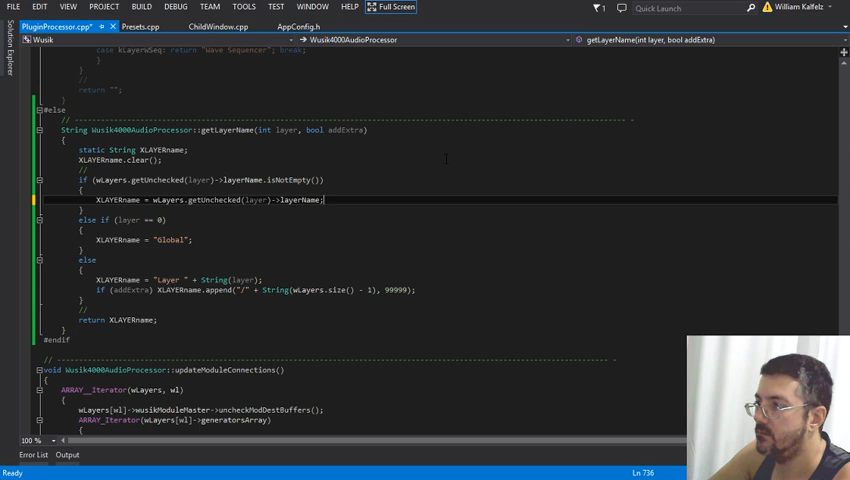 FILE EDIT VIEW PROJECT BUILD DEBUG TEAM TOOLS TEST WINDOW HELP Full Screen 1 Quick Launch William Kalfelz
PluginProcessor.cpp* Presets.cpp ChildWindow.cpp AppConfig.h
Solution Explorer
Wusik Wusik4000AudioProcessor getLayerName(int layer, bool addExtra)
case kLayerWSeq: return "Wave Sequencer"; break;
}
}
//
return "";
}
#else
// ---------------------------------------------------------------------------------------------------------------------------- -
String Wusik4000AudioProcessor::getLayerName(int layer, bool addExtra)
{
static String XLAYERname;
XLAYERname.clear();
//
if (wLayers.getUnchecked(layer)->layerName.isNotEmpty())
{
XLAYERname = wLayers.getUnchecked(layer)->layerName;
}
else if (layer == 0)
{
XLAYERname = "Global";
}
else
{
XLAYERname = "Layer " + String(layer);
if (addExtra) XLAYERname.append("/" + String(wLayers.size() - 1), 99999);
}
//
return XLAYERname;
}
#endif
// ---------------------------------------------------------------------------------------------------------------------------- -
void Wusik4000AudioProcessor::updateModuleConnections()
{
ARRAY__Iterator(wLayers, wl)
{
wLayers[wl]->wusikModuleMaster->uncheckModDestBuffers();
ARRAY_Iterator(wLayers[wl]->generatorsArray)
{
100 %
Error List Output
Ready Ln 736